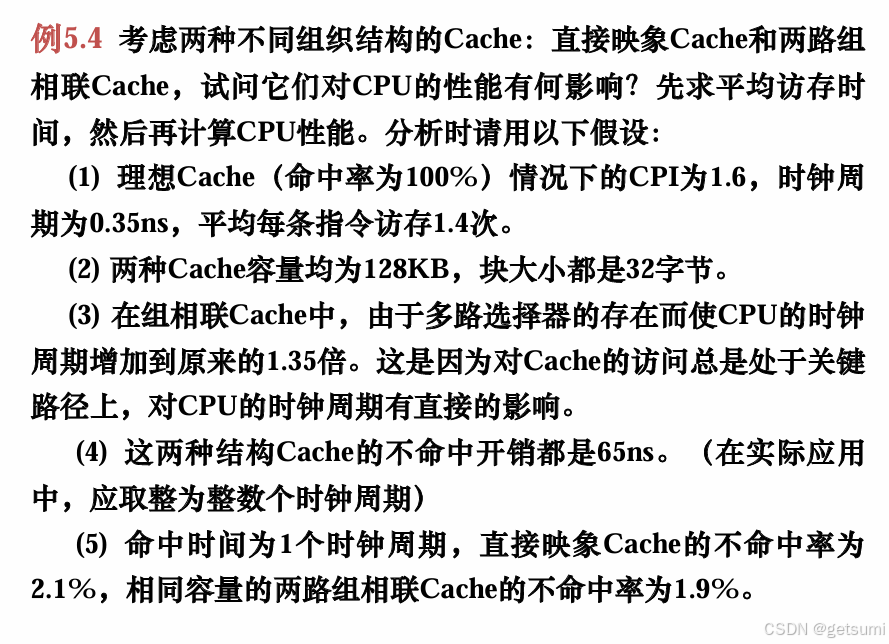 例5.4 考虑两种不同组织结构的Cache：直接映象Cache和两路组
相联Cache，试问它们对CPU的性能有何影响？先求平均访存时
间，然后再计算CPU性能。分析时请用以下假设：
(1) 理想Cache（命中率为100%）情况下的CPI为1.6，时钟周
期为0.35ns，平均每条指令访存1.4次。
(2) 两种Cache容量均为128KB，块大小都是32字节。
(3) 在组相联Cache中，由于多路选择器的存在而使CPU的时钟
周期增加到原来的1.35倍。这是因为对Cache的访问总是处于关键
路径上，对CPU的时钟周期有直接的影响。
(4) 这两种结构Cache的不命中开销都是65ns。（在实际应用
中，应取整为整数个时钟周期）
(5) 命中时间为1个时钟周期，直接映象Cache的不命中率为
2.1%，相同容量的两路组相联Cache的不命中率为1.9%。
CSDN @getsumi